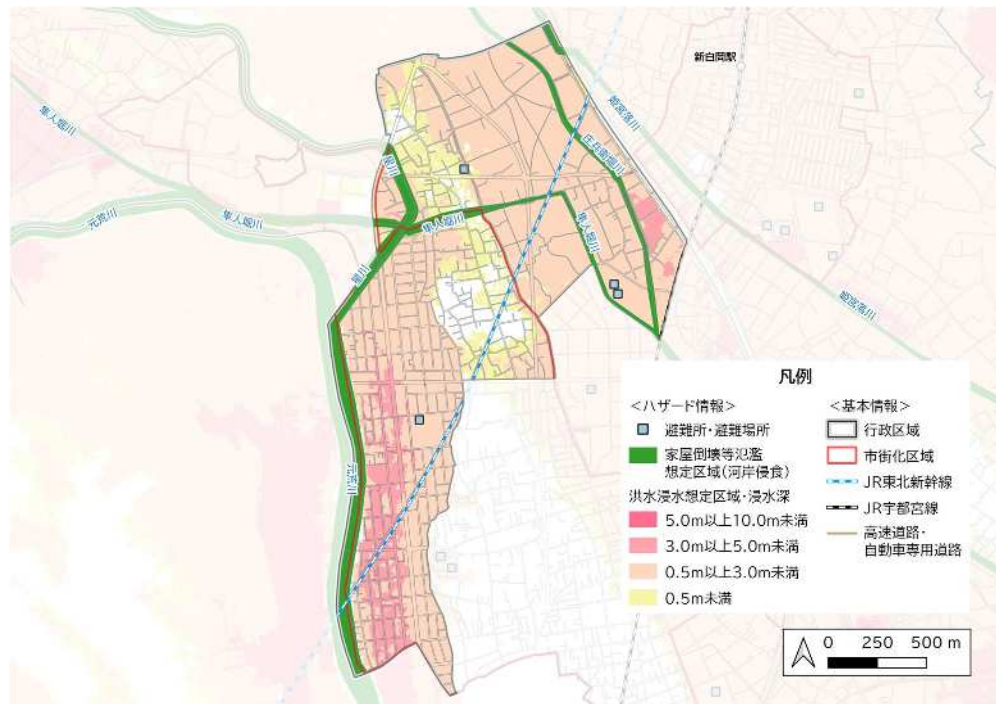 新白岡駅
隼人堀川
姫宮落川
庄兵衛堀川
星川
元荒川
隼人堀川
隼人堀川
隼人堀川
星川
姫宮落川
元荒川
凡例
<ハザード情報>
避難所・避難場所
家屋倒壊等氾濫
想定区域(河岸侵食)
洪水浸水想定区域・浸水深
5.0m以上10.0m未満
3.0m以上5.0m未満
0.5m以上3.0m未満
0.5m未満
<基本情報>
行政区域
市街化区域
JR東北新幹線
JR宇都宮線
高速道路・
自動車専用道路
0 250 500 m